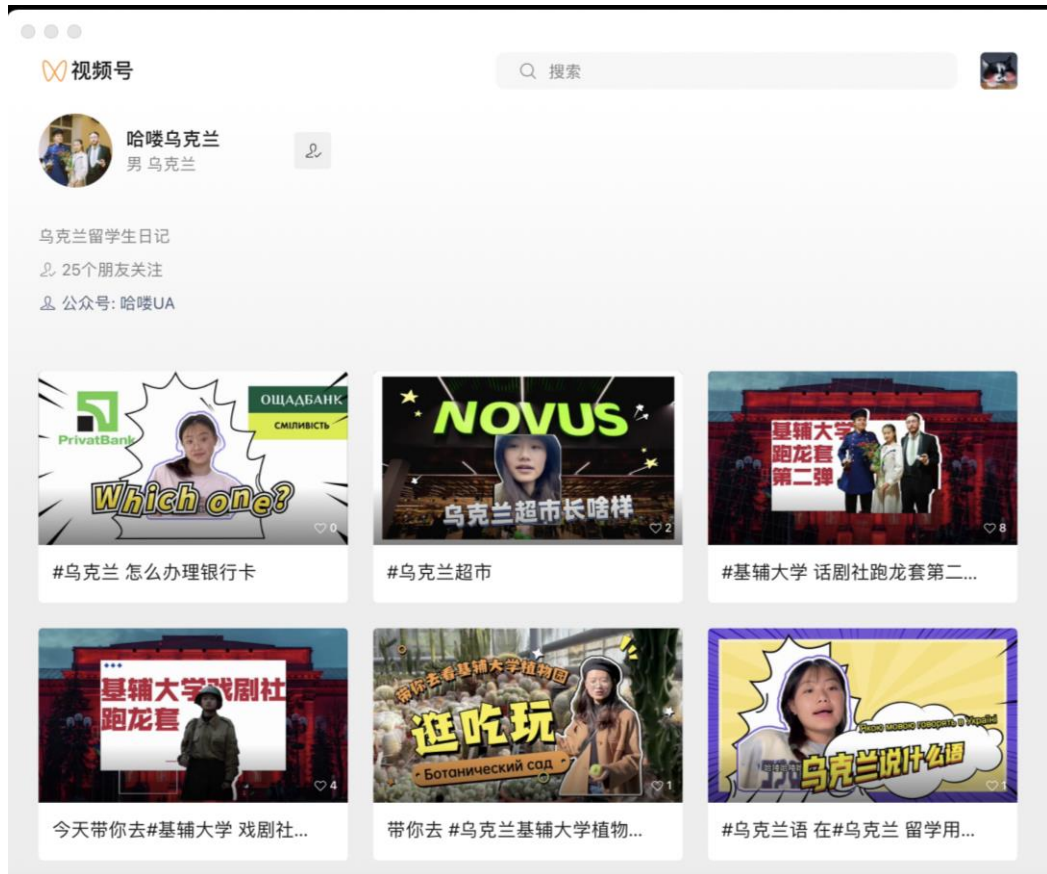 视频号
搜索
哈喽乌克兰
男 乌克兰
乌克兰留学生日记
25个朋友关注
公众号: 哈喽UA
PrivatBank
ОЩАДБАНК
СМІЛИВІСТЬ
Which one?
0
#乌克兰 怎么办理银行卡
NOVUS
乌克兰超市长啥样
2
#乌克兰超市
基辅大学
跑龙套
第二弹
8
#基辅大学 话剧社跑龙套第二...
基辅大学戏剧社
跑龙套
4
今天带你去#基辅大学 戏剧社...
带你去看基辅大学植物园
逛吃玩
- Ботанический сад -
1
带你去 #乌克兰基辅大学植物...
Якою мовою говорять в Україні
乌克兰说什么语
1
#乌克兰语 在#乌克兰 留学用...